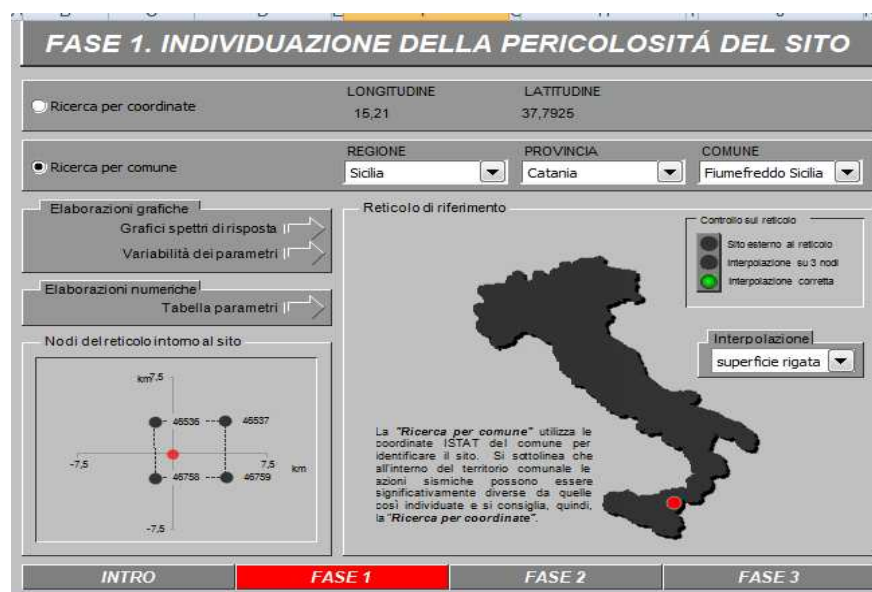 FASE 1. INDIVIDUAZIONE DELLA PERICOLOSITÁ DEL SITO
LONGITUDINE LATITUDINE
Ricerca per coordinate 15,21 37,7925
REGIONE PROVINCIA COMUNE
Ricerca per comune Sicilia Catania Fiumefreddo Sicilia
Elaborazioni grafiche
Grafici spettri di risposta
Variabilità dei parametri
Elaborazioni numeriche
Tabella parametri
Nodi del reticolo intorno al sito
km 7,5
46536 46537
-7,5 7,5 km
46758 46759
-7,5
Reticolo di riferimento
Controllo sul reticolo
Sito esterno al reticolo
Interpolazione su 3 nodi
Interpolazione corretta
Interpolazione
superficie rigata
La "Ricerca per comune" utilizza le
coordinate ISTAT del comune per
identificare il sito. Si sottolinea che
all'interno del territorio comunale le
azioni sismiche possono essere
significativamente diverse da quelle
così individuate e si consiglia, quindi,
la "Ricerca per coordinate".
INTRO FASE 1 FASE 2 FASE 3